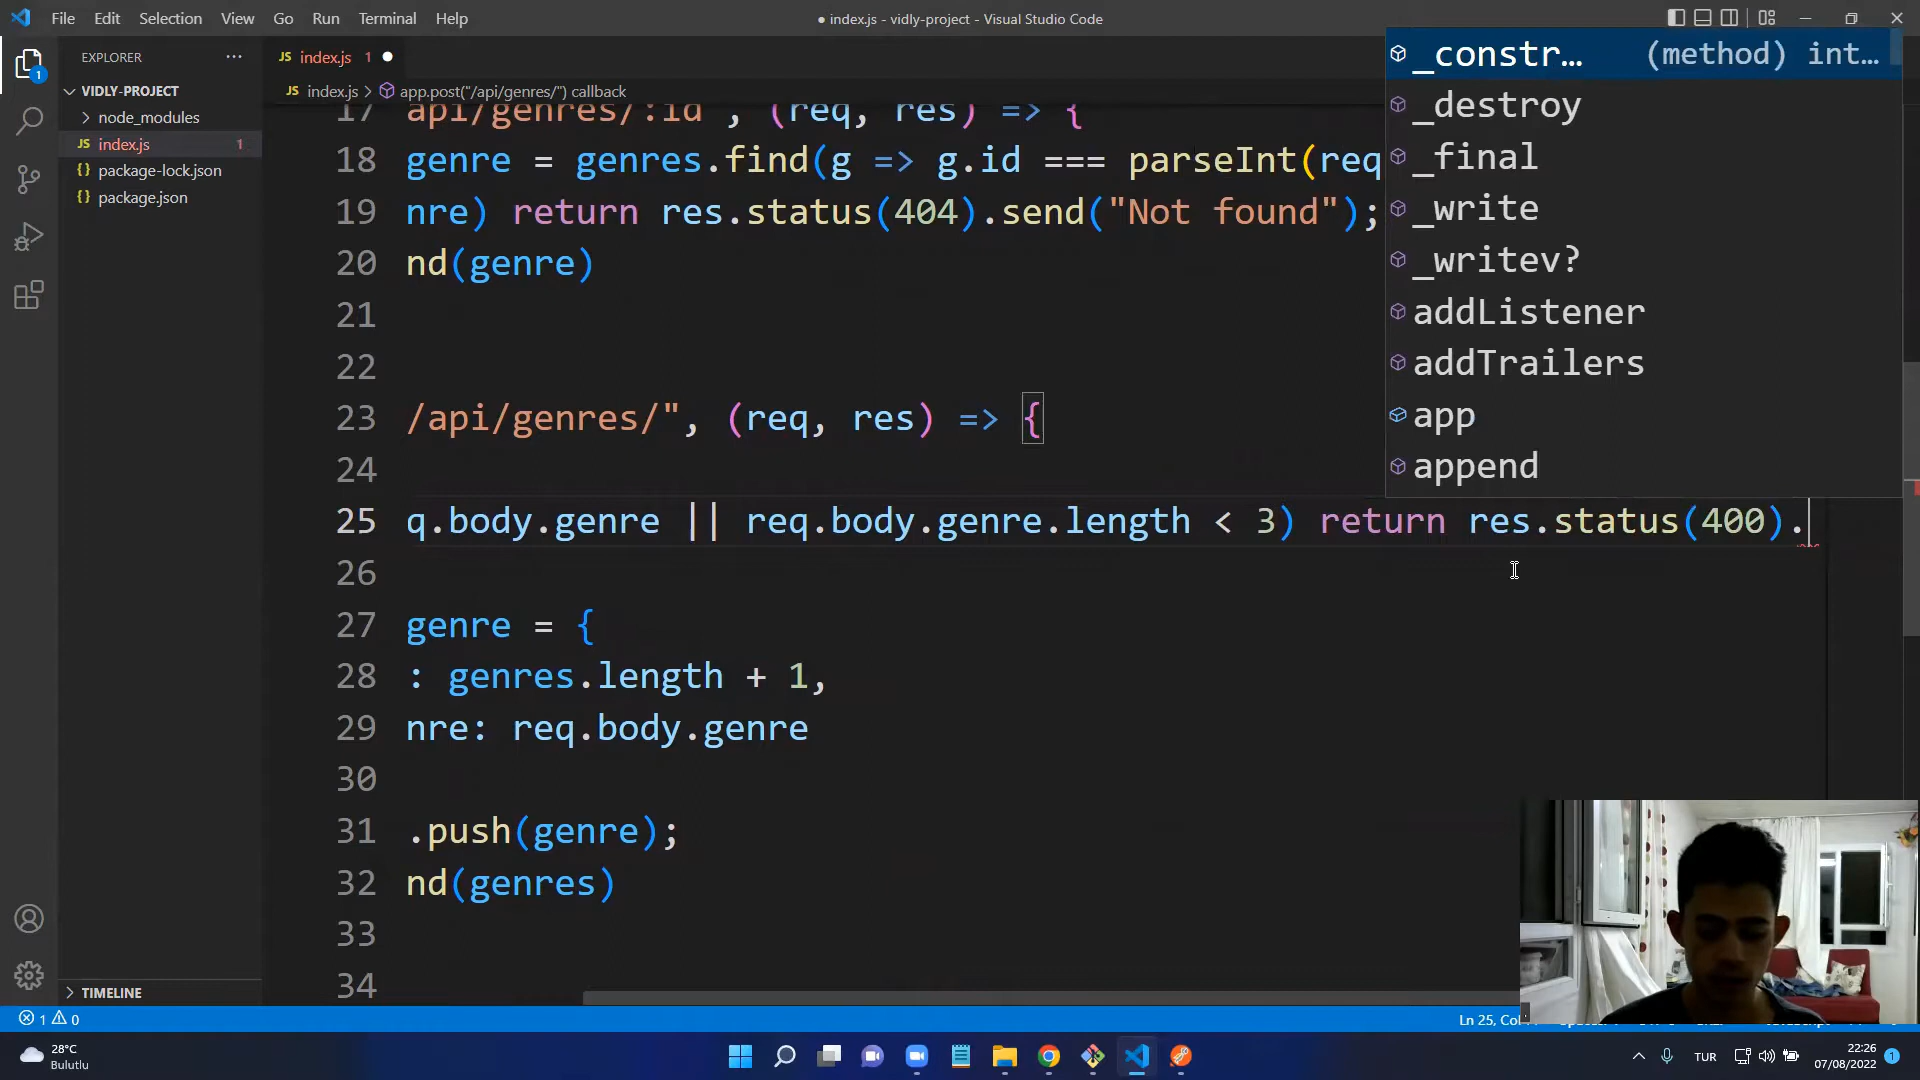 File Edit Selection View Go Run Terminal Help
● index.js - vidly-project - Visual Studio Code
EXPLORER
VIDLY-PROJECT
node_modules
index.js 1
package-lock.json
package.json
TIMELINE
1
index.js 1
index.js > app.post("/api/genres/") callback
17 api/genres/:id", (req, res) => {
18 genre = genres.find(g => g.id === parseInt(req
19 nre) return res.status(404).send("Not found");
20 nd(genre)
21
22
23 /api/genres/", (req, res) => {
24
25 q.body.genre || req.body.genre.length < 3) return res.status(400).
26
27 genre = {
28 : genres.length + 1,
29 nre: req.body.genre
30
31 .push(genre);
32 nd(genres)
33
34
_constr… (method) int…
_destroy
_final
_write
_writev?
addListener
addTrailers
app
append
1 0
Ln 25, Col
28°C
Bulutlu
TUR
22:26
07/08/2022
1